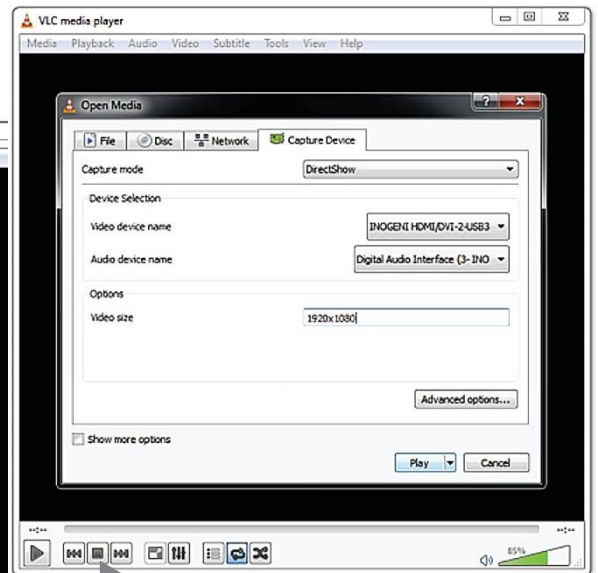 VLC media player
Media Playback Audio Video Subtitle Tools View Help
Open Media
File Disc Network Capture Device
Capture mode DirectShow
Device Selection
Video device name INOGENI HDMI/DVI-2-USB3
Audio device name Digital Audio Interface (3- INO
Options
Video size 1920x1080
Advanced options...
Show more options
Play Cancel
--:-- --:--
85%